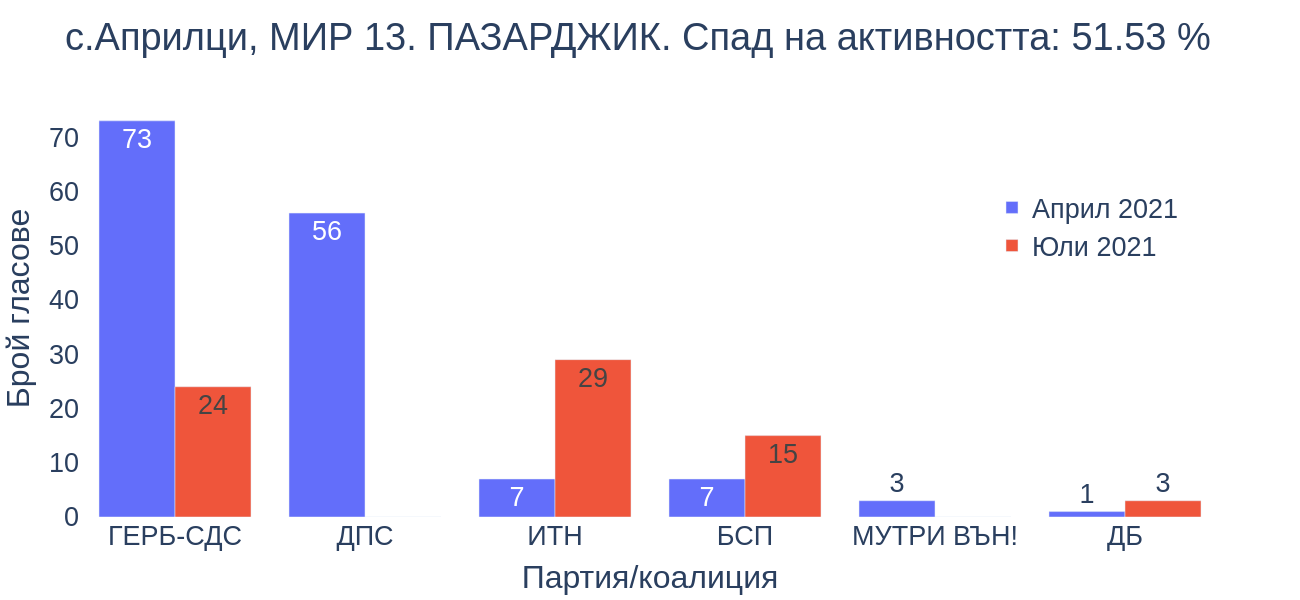 с.Априлци, МИР 13. ПАЗАРДЖИК. Спад на активността: 51.53 %
Брой гласове
70
60
50
40
30
20
10
0
73
24
56
7
29
7
15
3
1
3
Април 2021
Юли 2021
ГЕРБ-СДС
ДПС
ИТН
БСП
МУТРИ ВЪН!
ДБ
Партия/коалиция